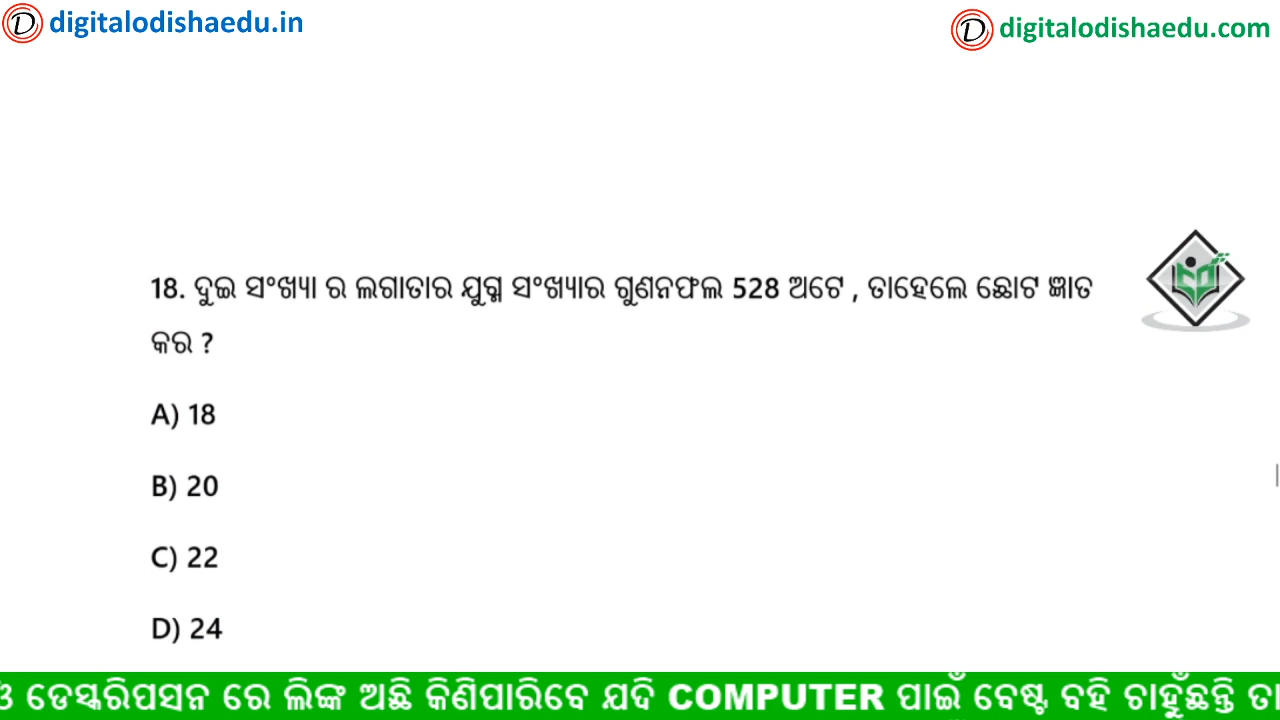 digitalodishaedu.in
digitalodishaedu.com
18. ଦୁଇ ସଂଖ୍ୟା ର ଲଗାତାର ଯୁଗ୍ମ ସଂଖ୍ୟାର ଗୁଣନଫଲ 528 ଅଟେ , ତାହେଲେ ଛୋଟ ଜ୍ଞାତ
କର ?
A) 18
B) 20
C) 22
D) 24
ଓ ଡେସ୍କରିପସନ ରେ ଲିଙ୍କ ଅଛି କିଣିପାରିବେ ଯଦି COMPUTER ପାଇଁ ବେଷ୍ଟ ବହି ଚାହୁଁଛନ୍ତି ତା